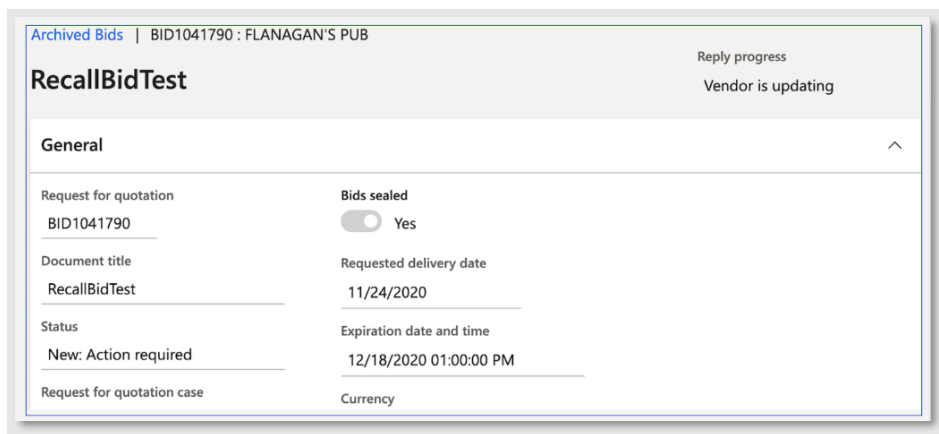 Archived Bids | BID1041790 : FLANAGAN'S PUB
RecallBidTest
Reply progress
Vendor is updating
General
Request for quotation
BID1041790
Document title
RecallBidTest
Status
New: Action required
Request for quotation case
Bids sealed
Yes
Requested delivery date
11/24/2020
Expiration date and time
12/18/2020 01:00:00 PM
Currency